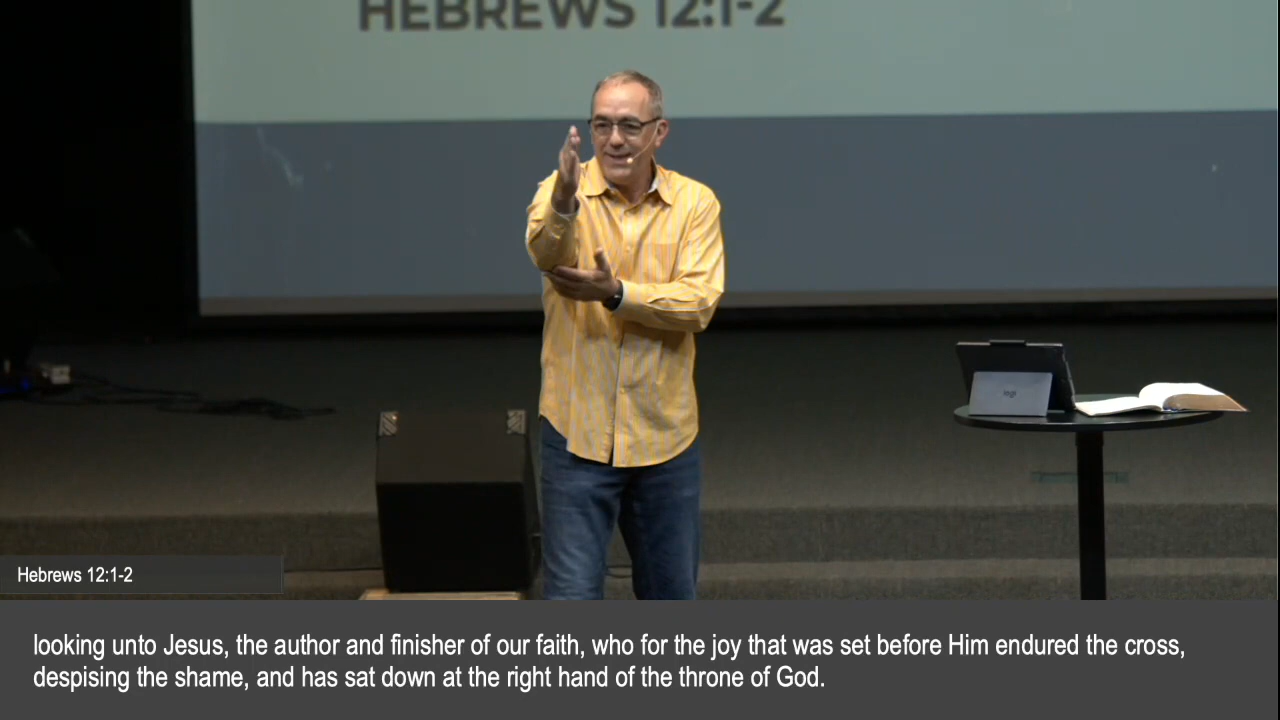 HEBREWS 12:1-2
Hebrews 12:1-2
looking unto Jesus, the author and finisher of our faith, who for the joy that was set before Him endured the cross,
despising the shame, and has sat down at the right hand of the throne of God.